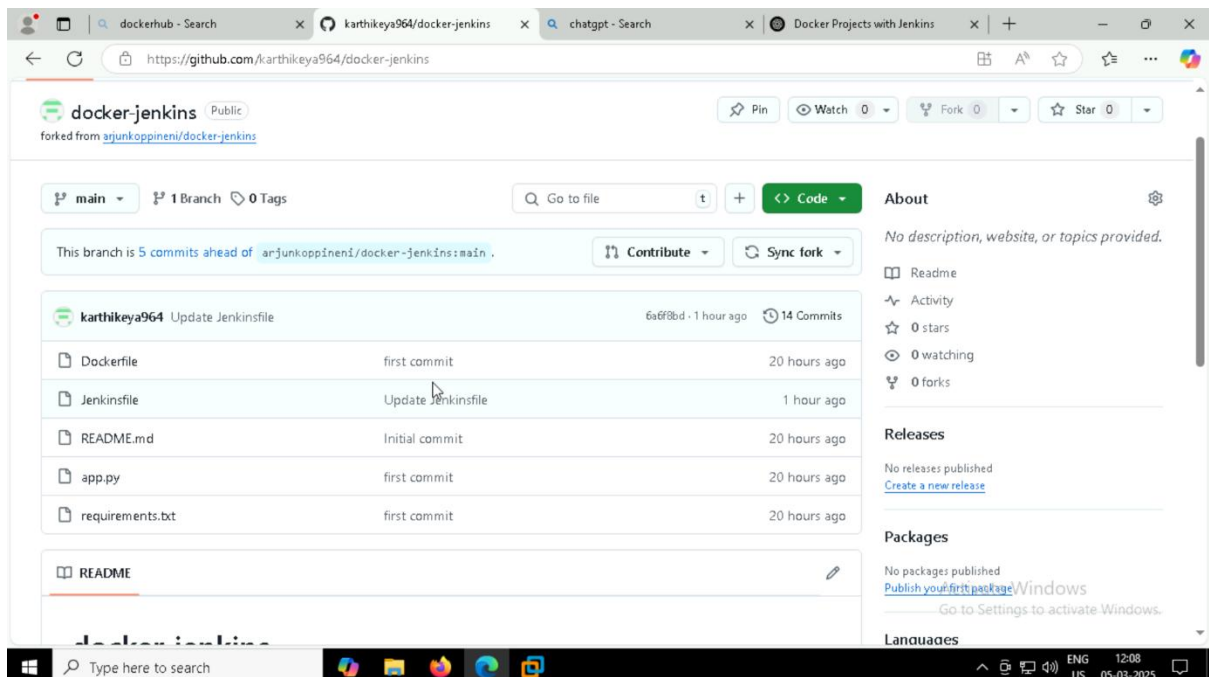 dockerhub - Search
karthikeya964/docker-jenkins
chatgpt - Search
Docker Projects with Jenkins
https://github.com/karthikeya964/docker-jenkins
docker-jenkins Public
Pin
Watch 0
Fork 0
Star 0
forked from arjunkoppineni/docker-jenkins
main
1 Branch
0 Tags
Go to file
t
<> Code
This branch is 5 commits ahead of arjunkoppineni/docker-jenkins:main .
Contribute
Sync fork
karthikeya964 Update Jenkinsfile
6a6f8bd · 1 hour ago
14 Commits
Dockerfile first commit 20 hours ago
Jenkinsfile Update Jenkinsfile 1 hour ago
README.md Initial commit 20 hours ago
app.py first commit 20 hours ago
requirements.txt first commit 20 hours ago
README
docker-jenkins
About
No description, website, or topics provided.
Readme
Activity
0 stars
0 watching
0 forks
Releases
No releases published
Create a new release
Packages
No packages published
Publish your first package
Activate Windows
Go to Settings to activate Windows.
Languages
Type here to search
ENG
US
12:08
05-03-2025